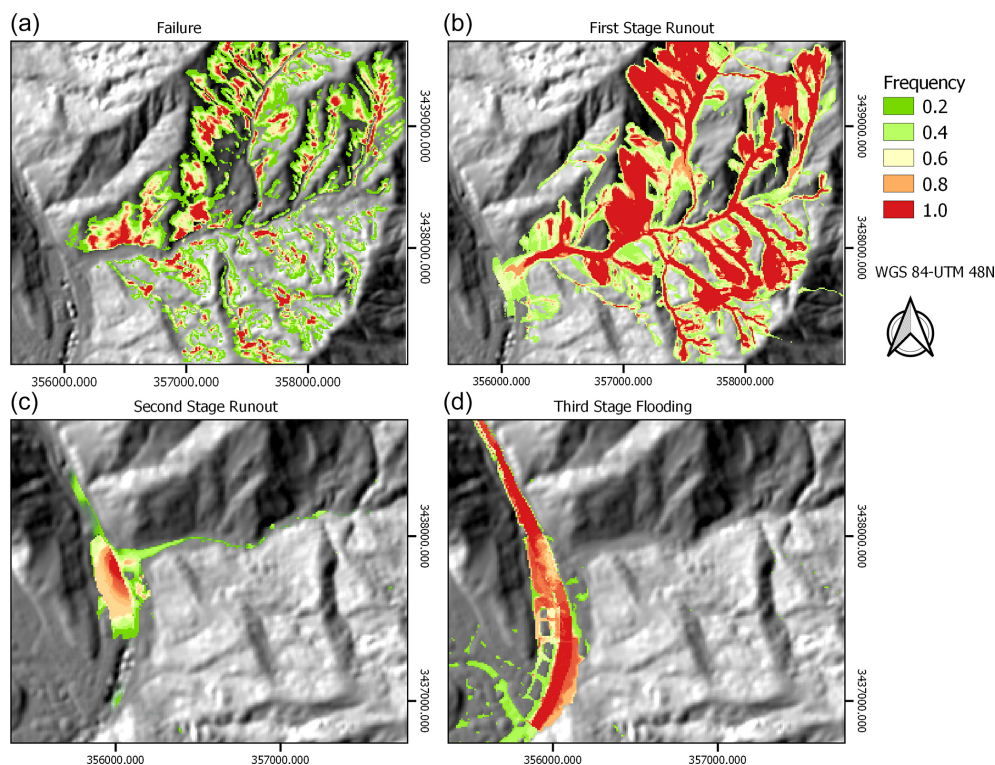 (a)
Failure
3439000.000
3438000.000
356000.000 357000.000 358000.000
(b)
First Stage Runout
3439000.000
3438000.000
356000.000 357000.000 358000.000
Frequency
0.2
0.4
0.6
0.8
1.0
WGS 84-UTM 48N
(c)
Second Stage Runout
3438000.000
3437000.000
356000.000 357000.000
(d)
Third Stage Flooding
3438000.000
3437000.000
356000.000 357000.000